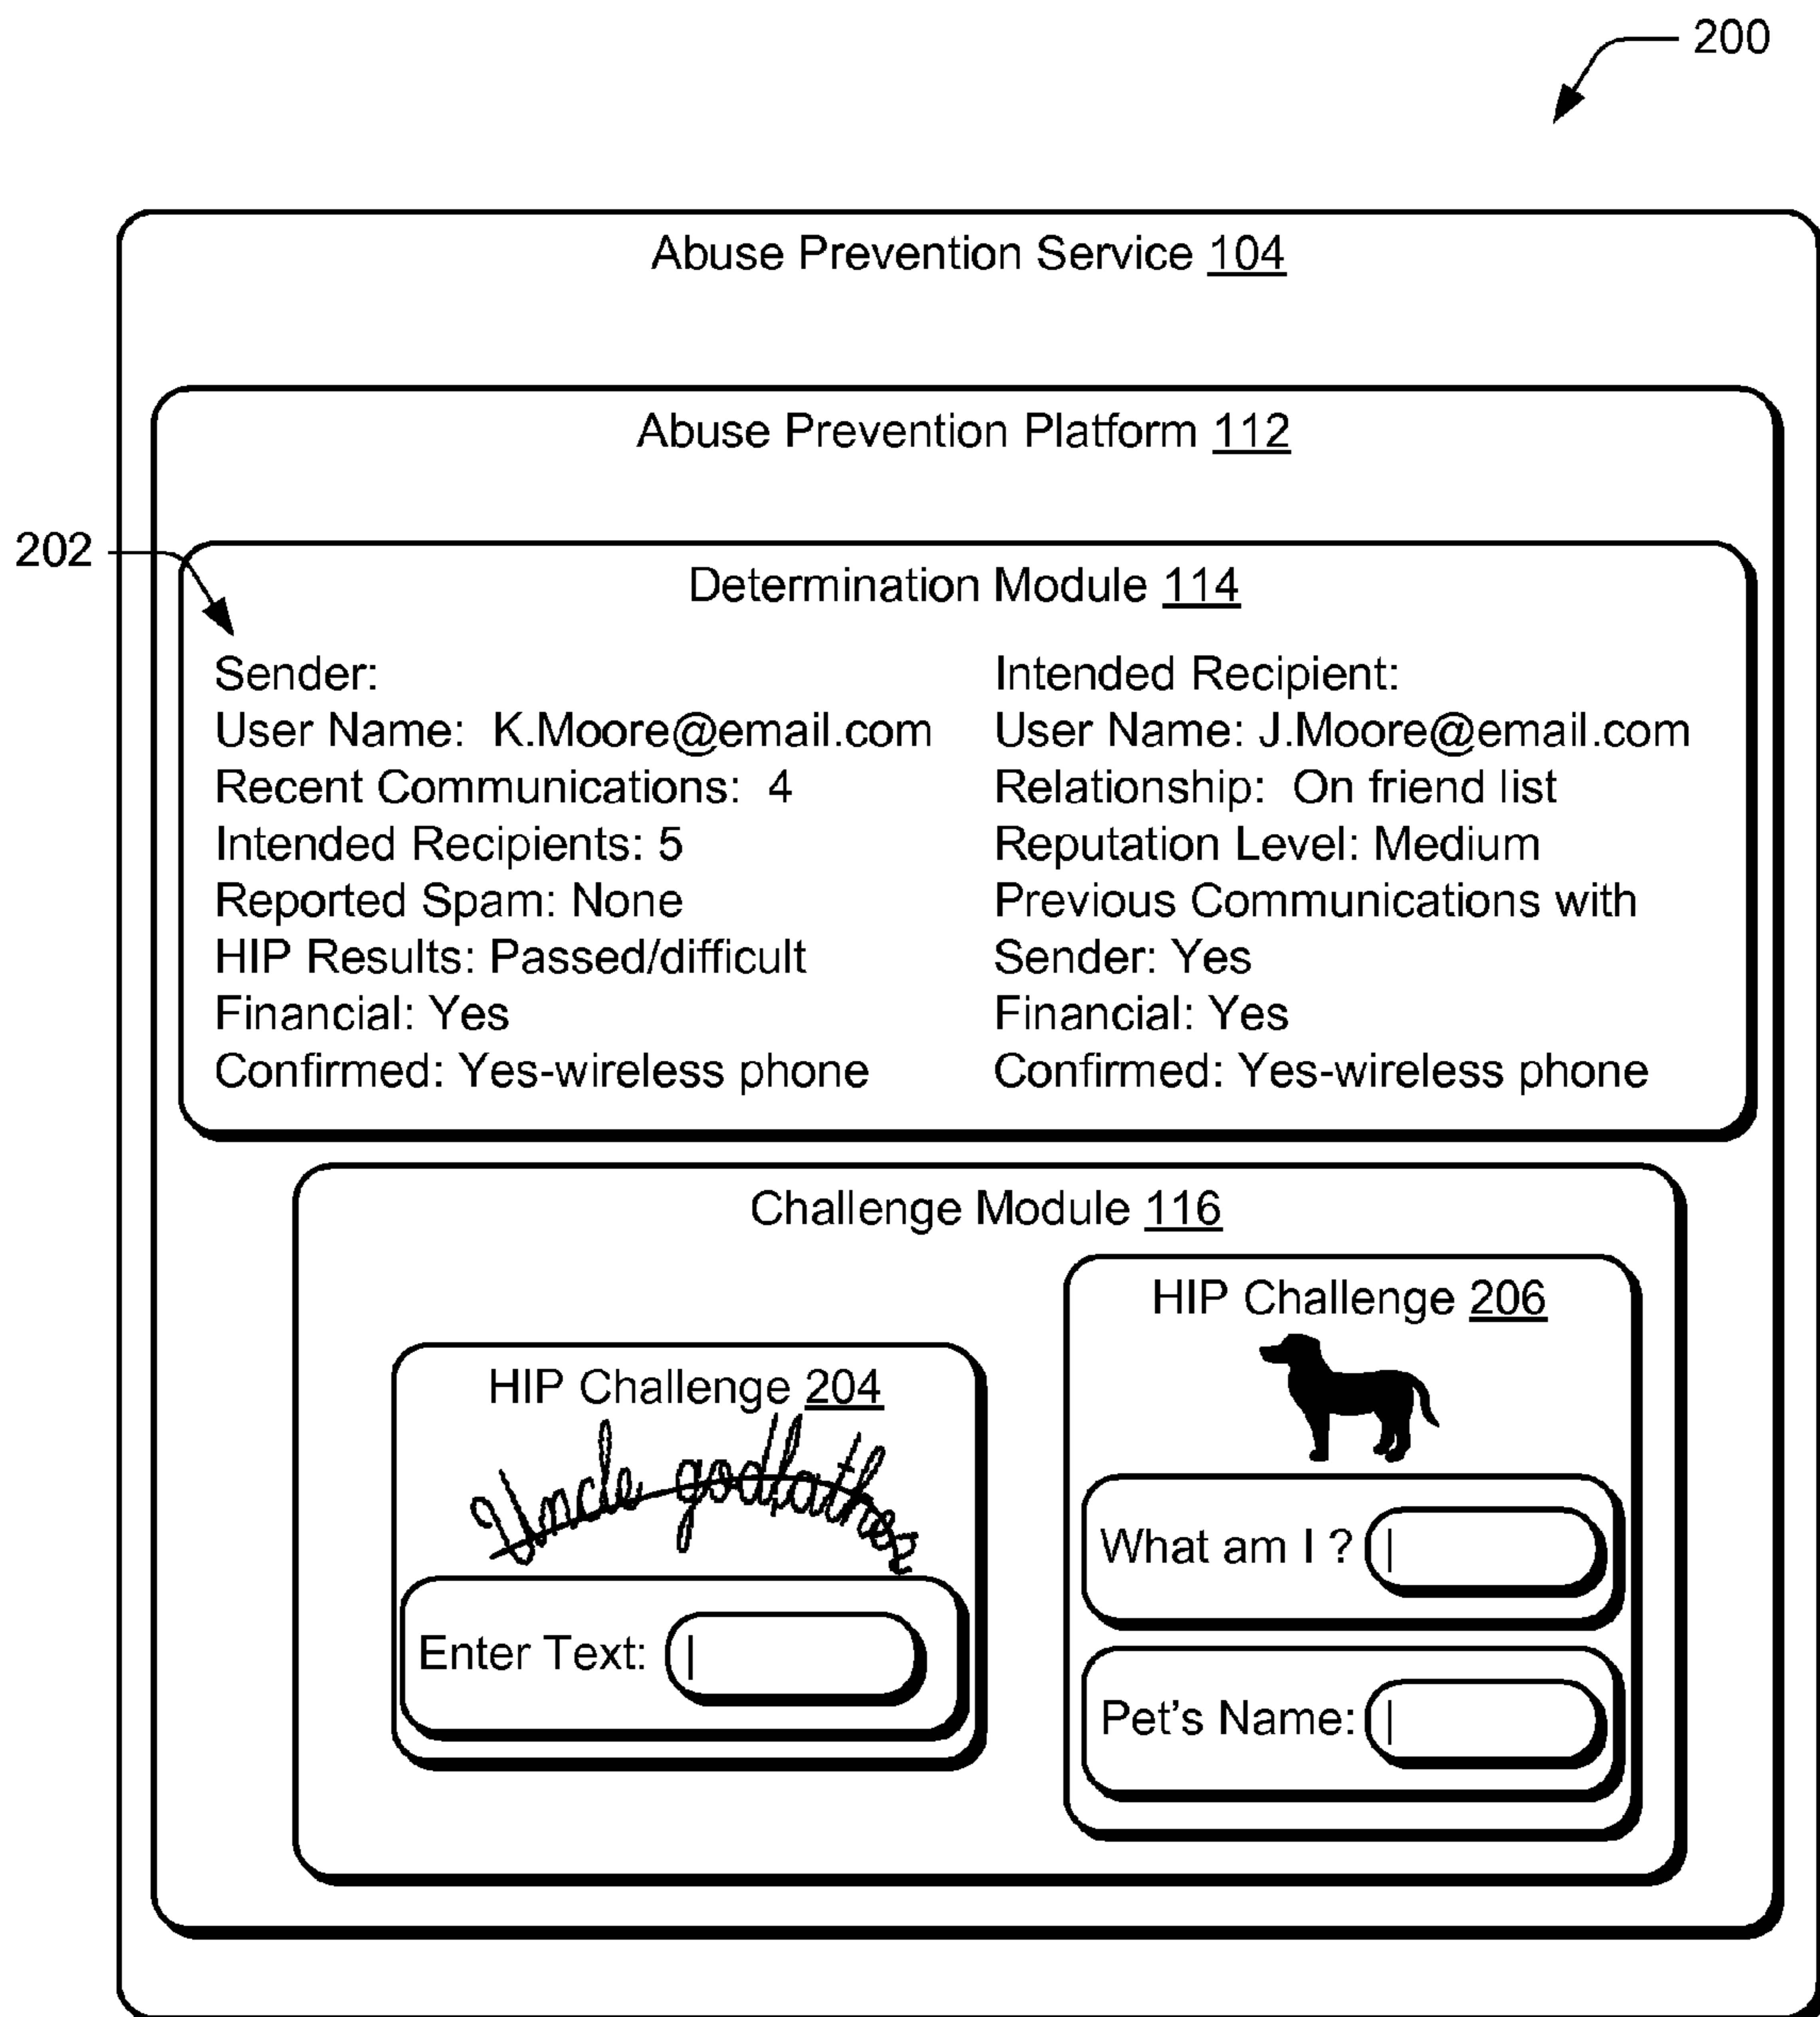 200
Abuse Prevention Service 104
Abuse Prevention Platform 112
202
Determination Module 114
Sender:
User Name: K.Moore@email.com
Recent Communications: 4
Intended Recipients: 5
Reported Spam: None
HIP Results: Passed/difficult
Financial: Yes
Confirmed: Yes-wireless phone
Intended Recipient:
User Name: J.Moore@email.com
Relationship: On friend list
Reputation Level: Medium
Previous Communications with
Sender: Yes
Financial: Yes
Confirmed: Yes-wireless phone
Challenge Module 116
HIP Challenge 204
Uncle godfather
Enter Text:
HIP Challenge 206
What am I ?
Pet's Name: